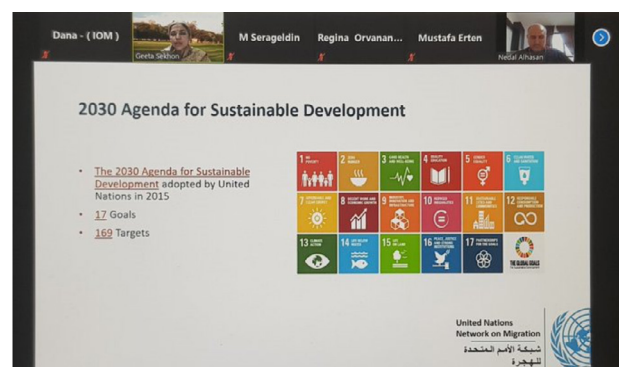 Dana - ( IOM )
Geeta Sekhon
M Serageldin
Regina Orvanan...
Mustafa Erten
Nedal Alhasan
2030 Agenda for Sustainable Development
• The 2030 Agenda for Sustainable
Development adopted by United
Nations in 2015
• 17 Goals
• 169 Targets
1 NO
POVERTY
2 ZERO
HUNGER
3 GOOD HEALTH
AND WELL-BEING
4 QUALITY
EDUCATION
5 GENDER
EQUALITY
6 CLEAN WATER
AND SANITATION
7 AFFORDABLE AND
CLEAN ENERGY
8 DECENT WORK AND
ECONOMIC GROWTH
9 INDUSTRY,
INNOVATION AND
INFRASTRUCTURE
10 REDUCED
INEQUALITIES
11 SUSTAINABLE
CITIES AND
COMMUNITIES
12 RESPONSIBLE
CONSUMPTION
AND PRODUCTION
13 CLIMATE
ACTION
14 LIFE BELOW
WATER
15 LIFE
ON LAND
16 PEACE, JUSTICE
AND STRONG
INSTITUTIONS
17 PARTNERSHIPS
FOR THE GOALS
THE GLOBAL GOALS
United Nations
Network on Migration
شبكة الأمم المتحدة
للهجرة